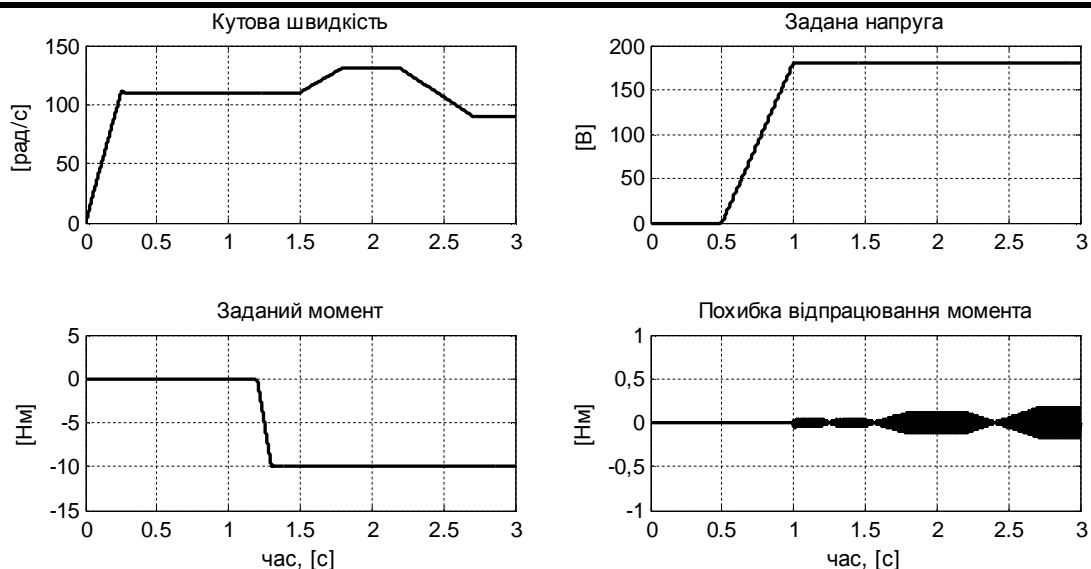 Кутова швидкість
150
100
50
0
[рад/с]
0 0.5 1 1.5 2 2.5 3
Задана напруга
200
150
100
50
0
[В]
0 0.5 1 1.5 2 2.5 3
Заданий момент
5
0
-5
-10
-15
[Нм]
0 0.5 1 1.5 2 2.5 3
час, [с]
Похибка відпрацювання момента
1
0,5
0
-0,5
-1
[Нм]
0 0.5 1 1.5 2 2.5 3
час, [с]